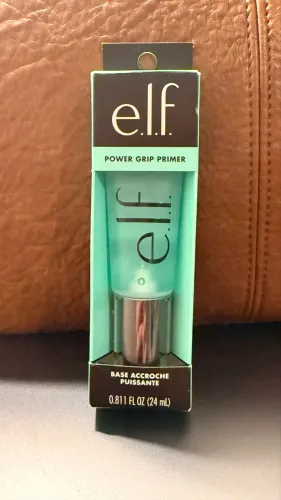 e.l.f.
POWER GRIP PRIMER
e.l.f.
BASE ACCROCHE
PUISSANTE
0.811 FL OZ (24 mL)